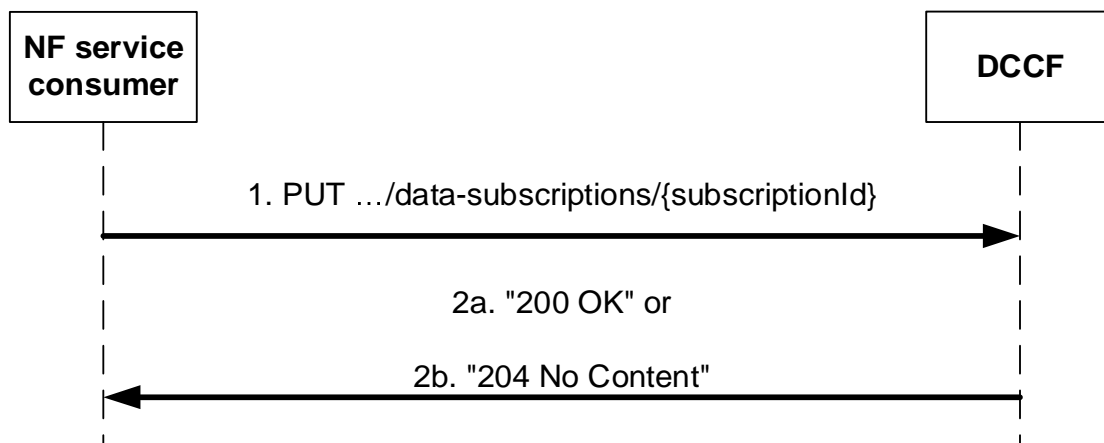 NF service
consumer
DCCF
1. PUT …/data-subscriptions/{subscriptionId}
2a. "200 OK" or
2b. "204 No Content"